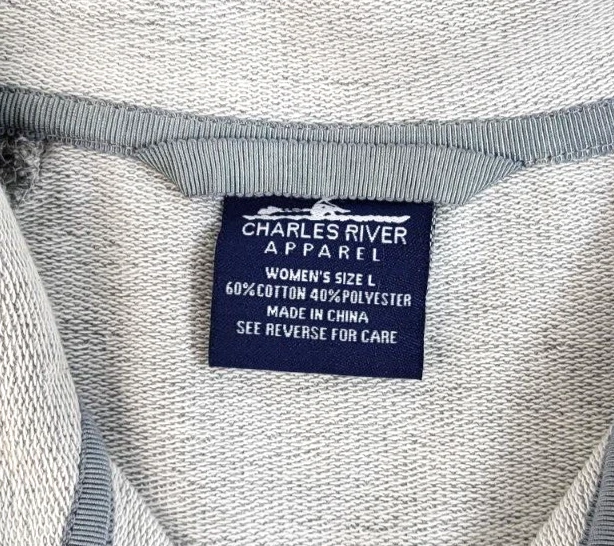 CHARLES RIVER
APPAREL
WOMEN'S SIZE L
60% COTTON 40% POLYESTER
MADE IN CHINA
SEE REVERSE FOR CARE